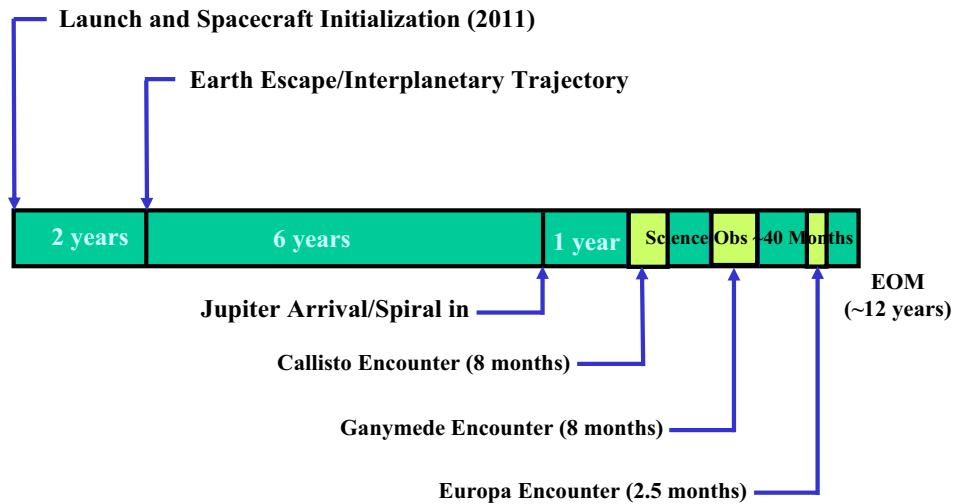 Launch and Spacecraft Initialization (2011)
Earth Escape/Interplanetary Trajectory
2 years
6 years
1 year
Science Obs ~40 Months
EOM
(~12 years)
Jupiter Arrival/Spiral in
Callisto Encounter (8 months)
Ganymede Encounter (8 months)
Europa Encounter (2.5 months)